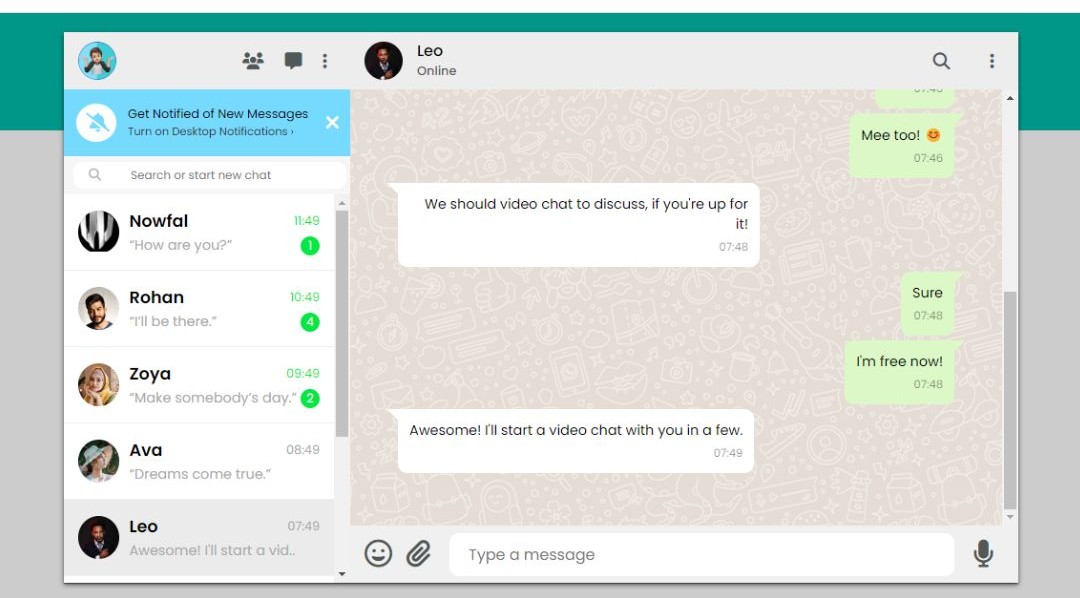 Leo
Online
Get Notified of New Messages
Turn on Desktop Notifications ›
Search or start new chat
Nowfal 11:49
“How are you?” 1
Rohan 10:49
“I'll be there.” 4
Zoya 09:49
“Make somebody's day.” 2
Ava 08:49
“Dreams come true.”
Leo 07:49
Awesome! I'll start a vid..
Mee too! 😊
07:46
We should video chat to discuss, if you're up for
it!
07:48
Sure
07:48
I'm free now!
07:48
Awesome! I'll start a video chat with you in a few.
07:49
Type a message